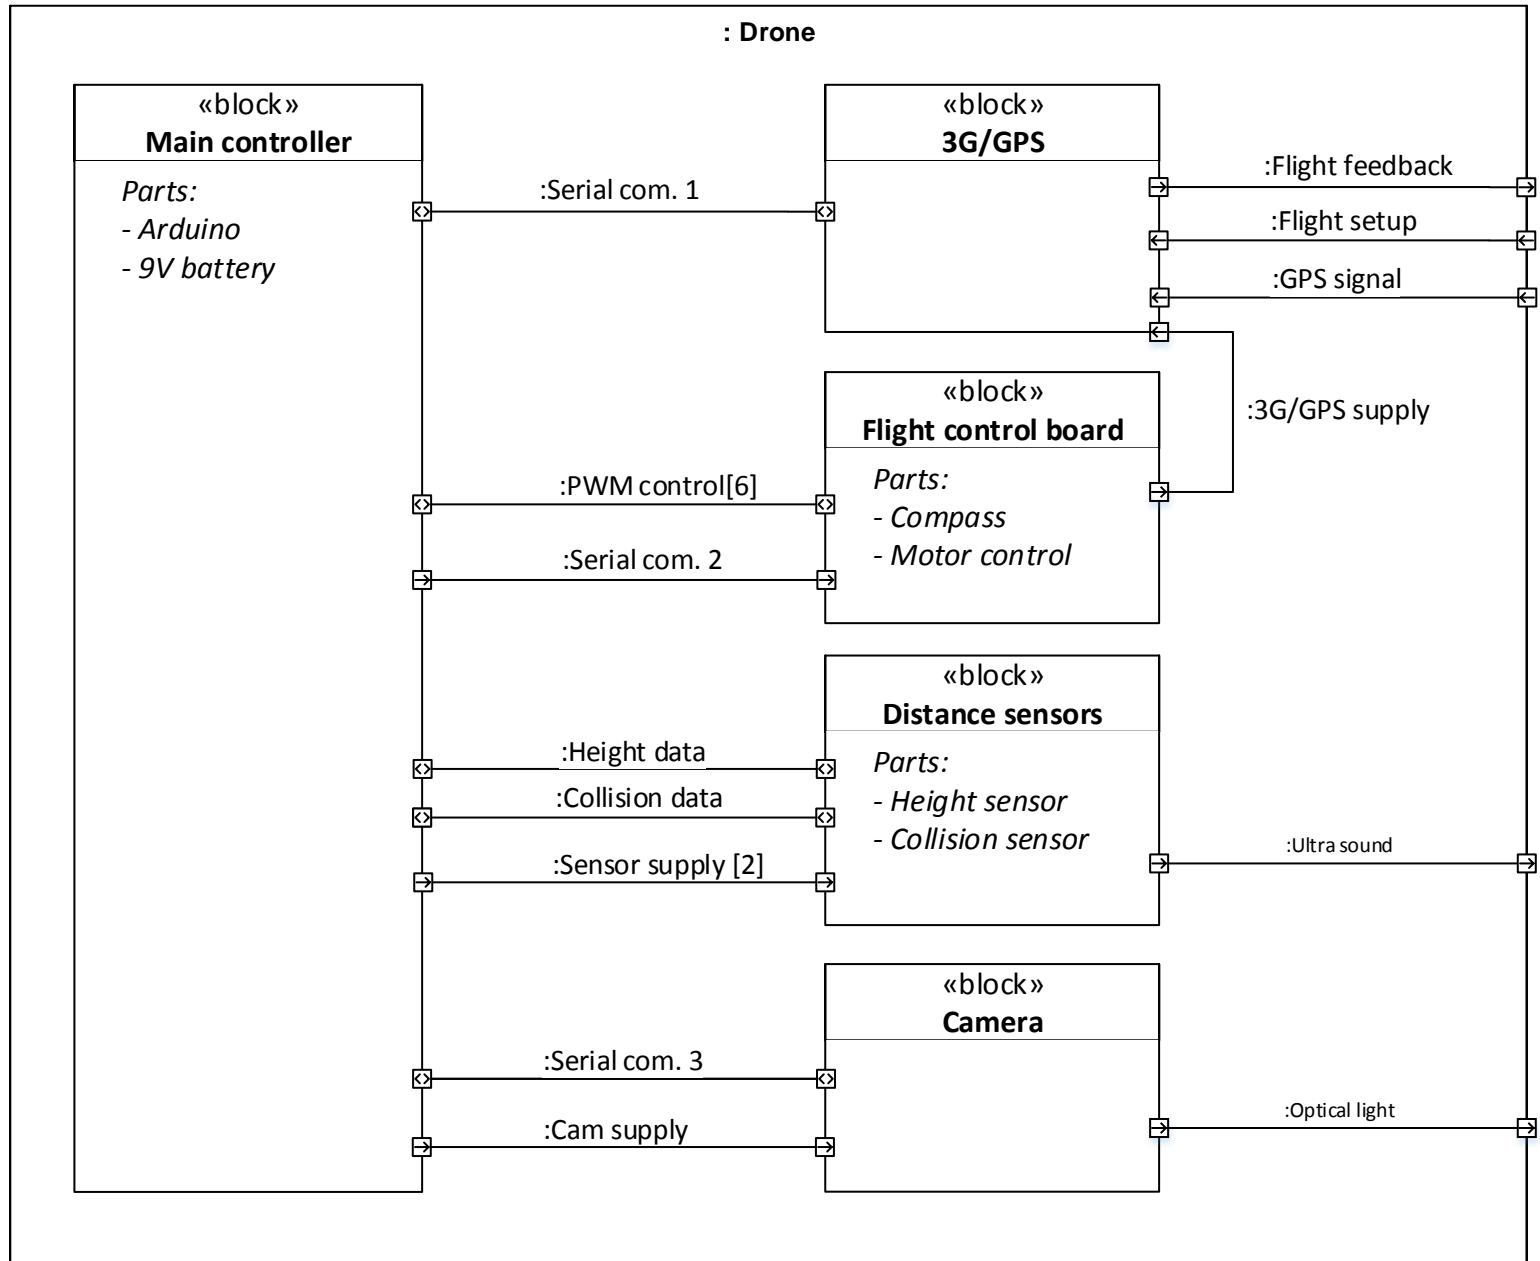 : Drone
«block»
Main controller
Parts:
- Arduino
- 9V battery
:Serial com. 1
«block»
3G/GPS
:Flight feedback
:Flight setup
:GPS signal
:3G/GPS supply
«block»
Flight control board
Parts:
- Compass
- Motor control
:PWM control[6]
:Serial com. 2
«block»
Distance sensors
Parts:
- Height sensor
- Collision sensor
:Height data
:Collision data
:Sensor supply [2]
:Ultra sound
«block»
Camera
:Serial com. 3
:Cam supply
:Optical light